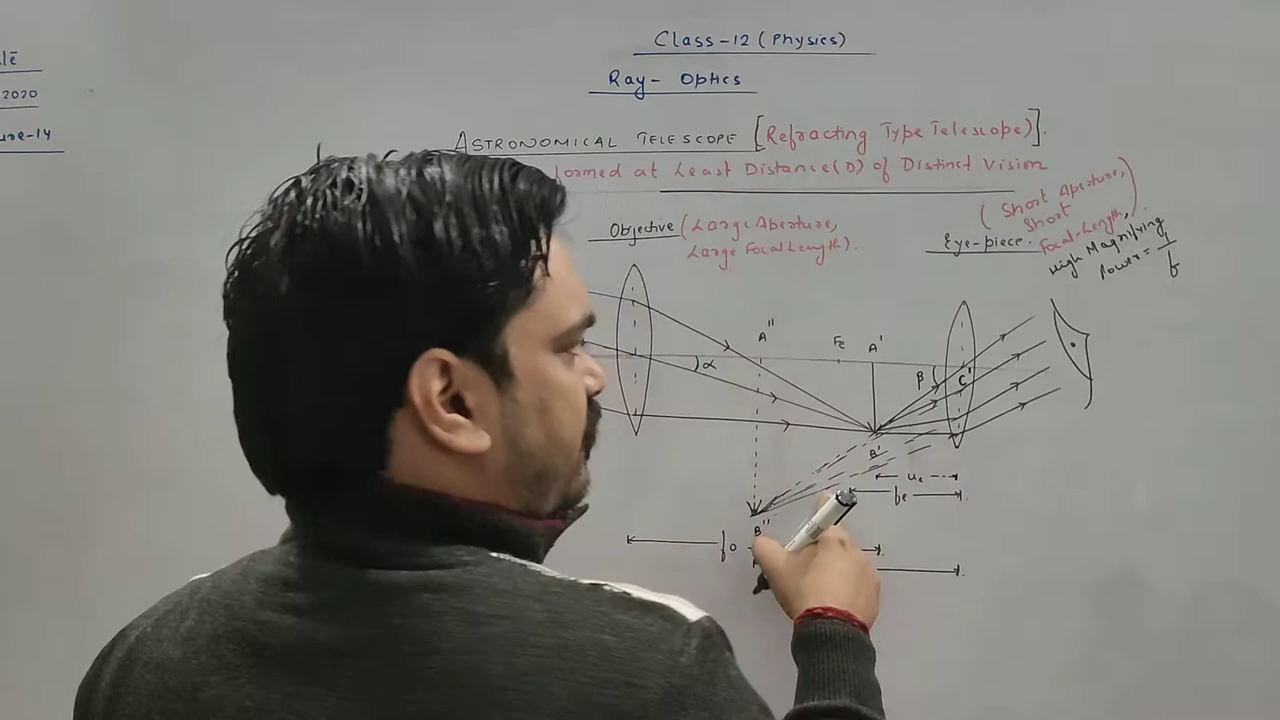 Class-12 (Physics)
Ray- Optics
2020
ure-14
ASTRONOMICAL TELESCOPE [Refracting Type Telescope)].
formed at Least Distance(D) of Distinct Vision
Objective (Large Aperture,
Large Focal Length).
(Short Aperture,
Short
Focal-Length,)
Eye-piece.
High Magnifying
Power = 1/f
A''
Fe
A'
α
β
C'
B'
ue
fe
B''
fo